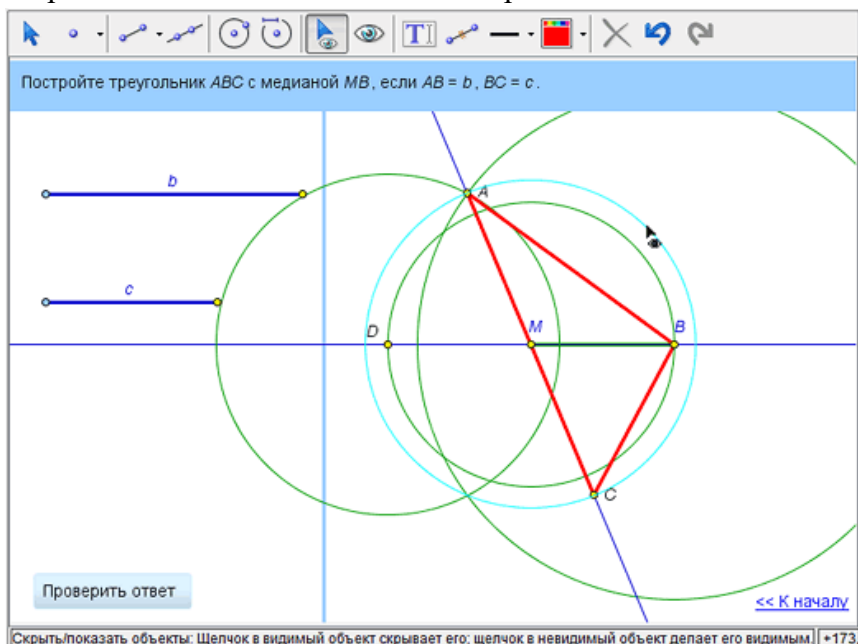 Постройте треугольник ABC с медианой MB, если AB = b, BC = c.
b
A
c
D
M
B
C
Проверить ответ
<< К началу
Скрыть/показать объекты: Щелчок в видимый объект скрывает его; щелчок в невидимый объект делает его видимым. +173